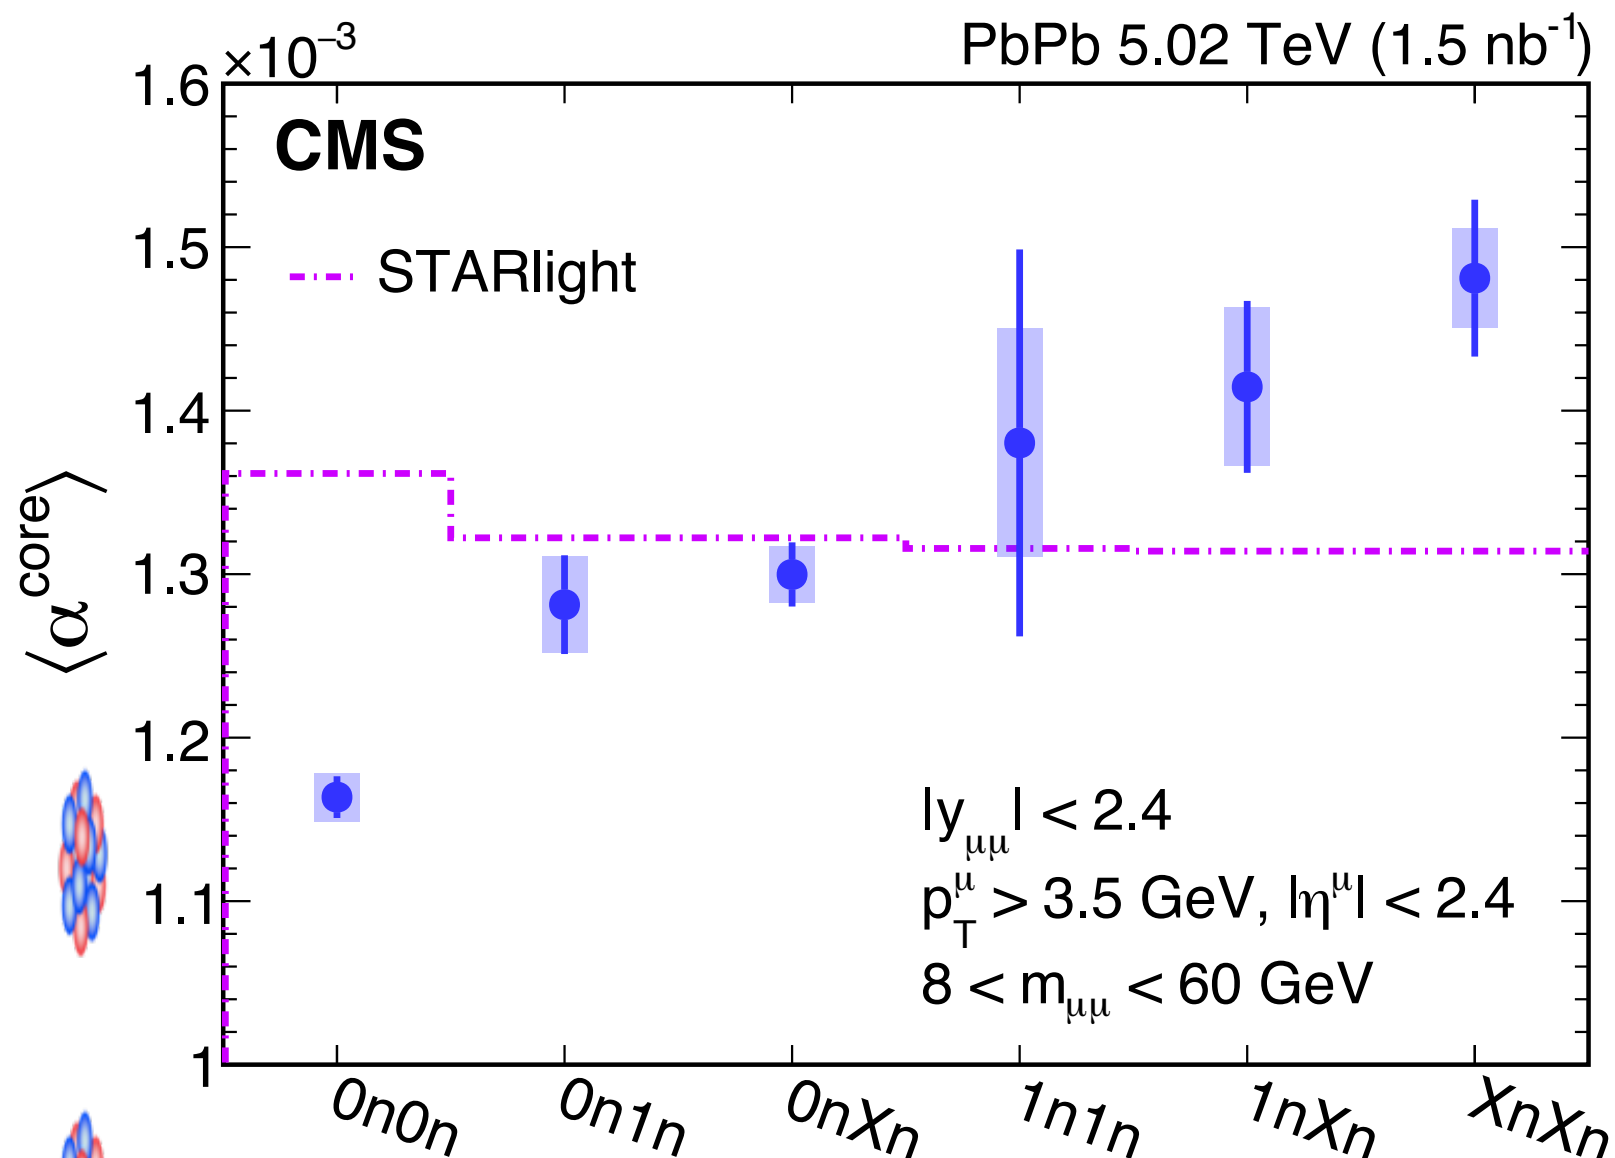 ×10⁻³
PbPb 5.02 TeV (1.5 nb⁻¹)
CMS
STARlight
⟨α^core⟩
1.6
1.5
1.4
1.3
1.2
1.1
1
|y_μμ| < 2.4
p_T^μ > 3.5 GeV, |η^μ| < 2.4
8 < m_μμ < 60 GeV
0n0n
0n1n
0nXn
1n1n
1nXn
XnXn